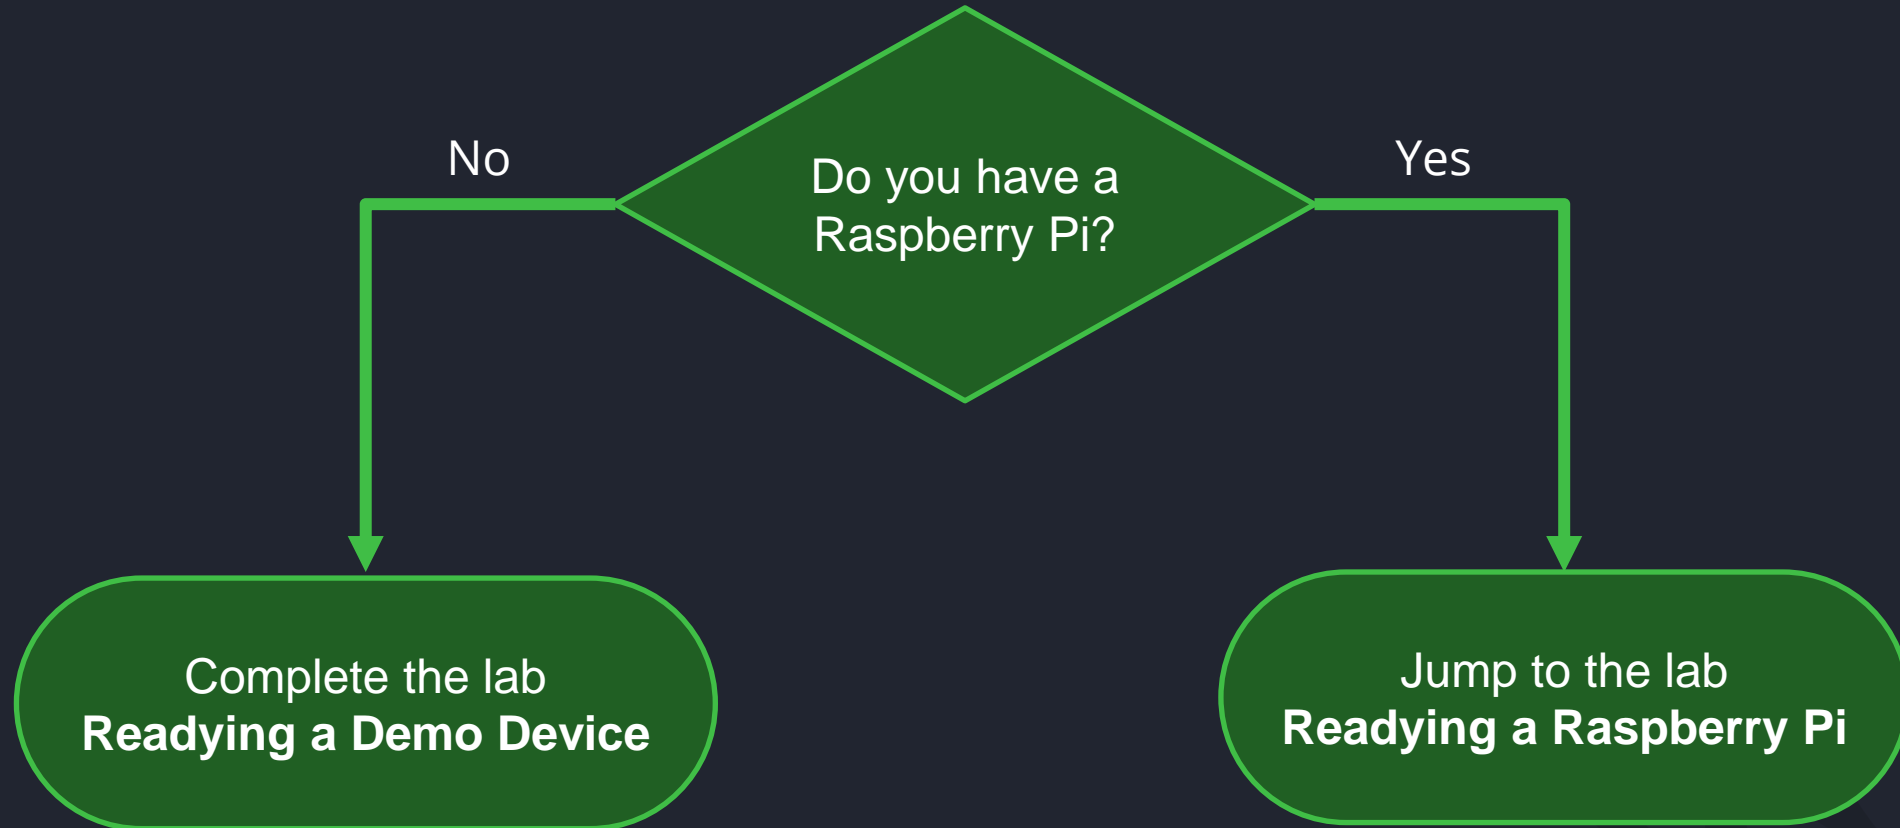 Do you have a
Raspberry Pi?
No
Yes
Complete the lab
Readying a Demo Device
Jump to the lab
Readying a Raspberry Pi